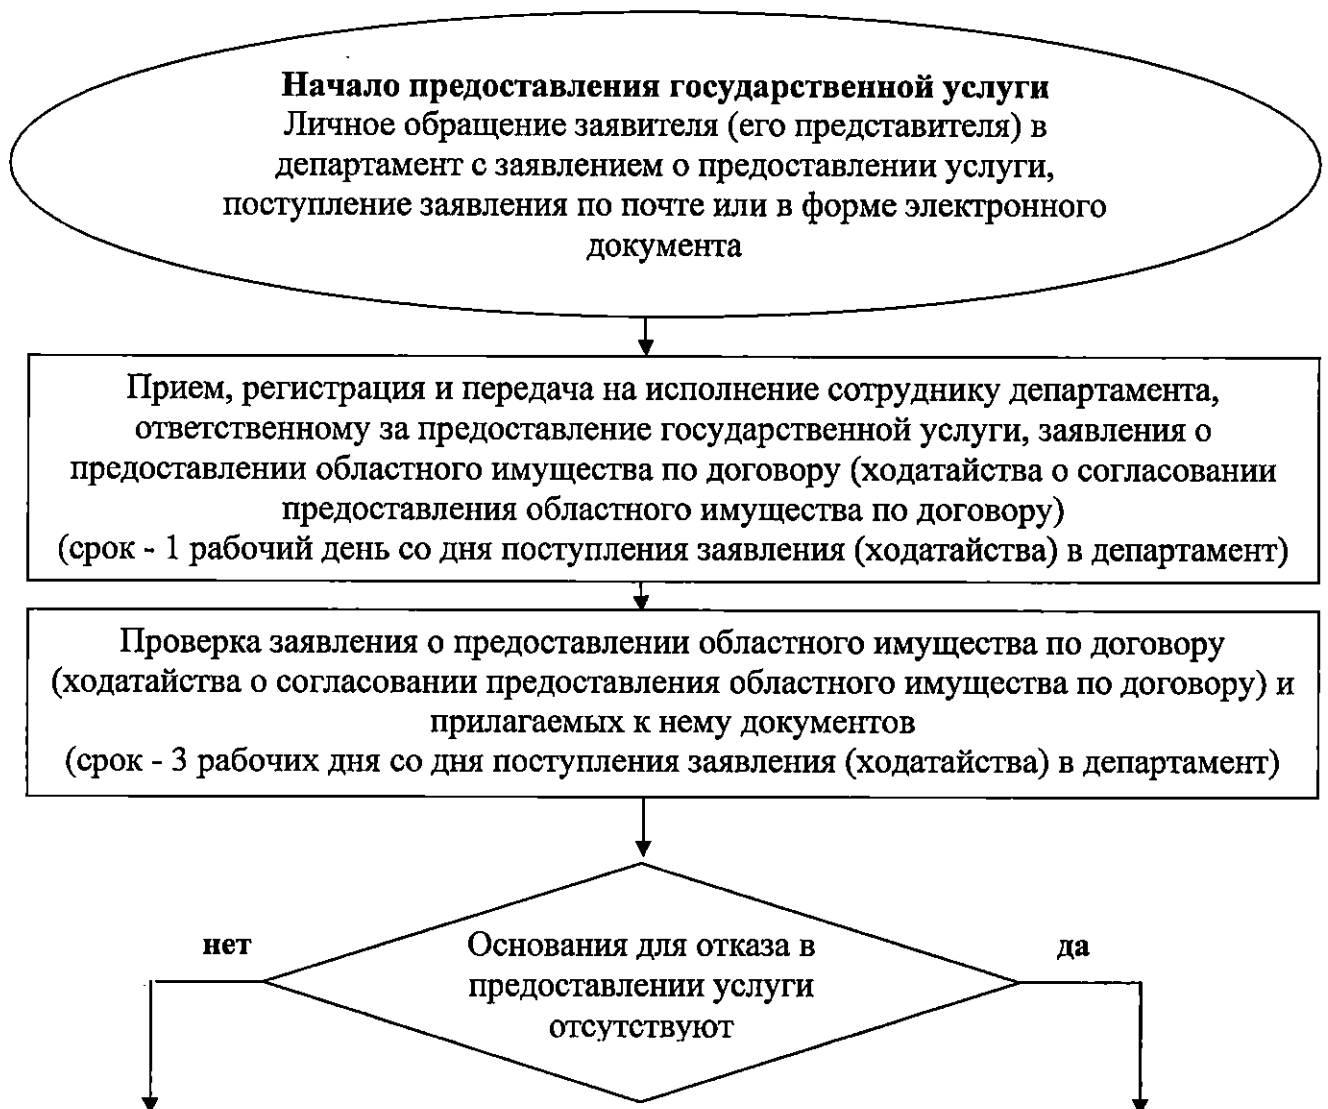 Начало предоставления государственной услуги
Личное обращение заявителя (его представителя) в
департамент с заявлением о предоставлении услуги,
поступление заявления по почте или в форме электронного
документа
Прием, регистрация и передача на исполнение сотруднику департамента,
ответственному за предоставление государственной услуги, заявления о
предоставлении областного имущества по договору (ходатайства о согласовании
предоставления областного имущества по договору)
(срок - 1 рабочий день со дня поступления заявления (ходатайства) в департамент)
Проверка заявления о предоставлении областного имущества по договору
(ходатайства о согласовании предоставления областного имущества по договору) и
прилагаемых к нему документов
(срок - 3 рабочих дня со дня поступления заявления (ходатайства) в департамент)
нет
Основания для отказа в
предоставлении услуги
отсутствуют
да